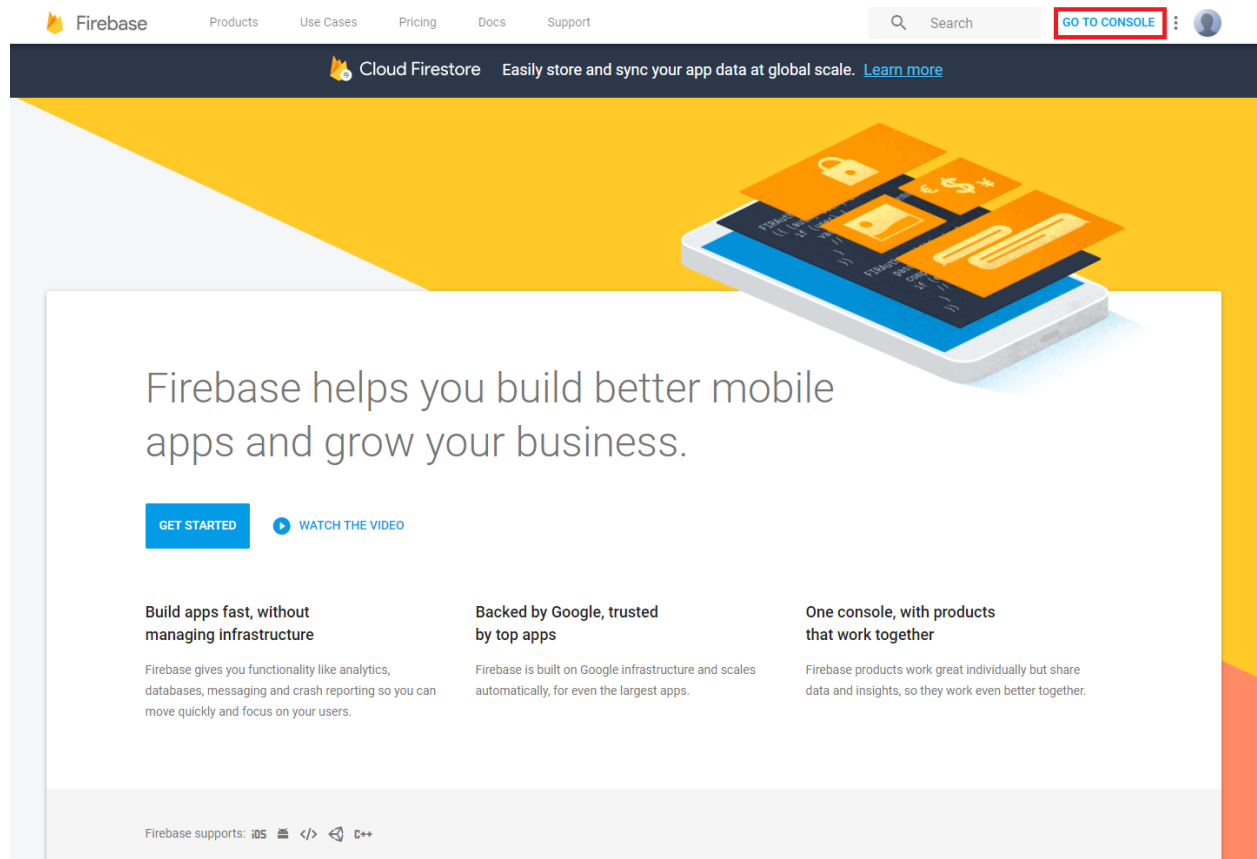 Firebase Products Use Cases Pricing Docs Support Search GO TO CONSOLE
Cloud Firestore Easily store and sync your app data at global scale. Learn more
Firebase helps you build better mobile
apps and grow your business.
GET STARTED WATCH THE VIDEO
Build apps fast, without
managing infrastructure
Firebase gives you functionality like analytics,
databases, messaging and crash reporting so you can
move quickly and focus on your users.
Backed by Google, trusted
by top apps
Firebase is built on Google infrastructure and scales
automatically, for even the largest apps.
One console, with products
that work together
Firebase products work great individually but share
data and insights, so they work even better together.
Firebase supports: iOS </> C++